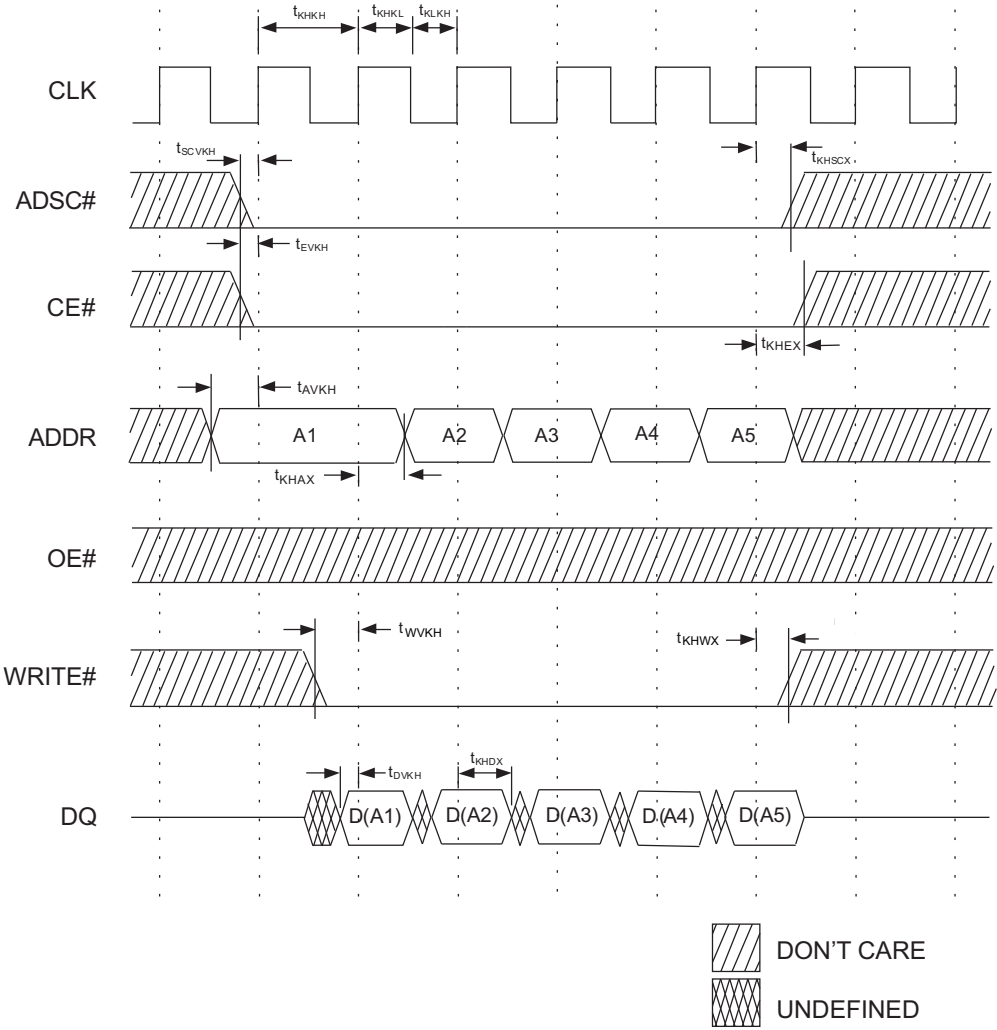 tKHKH tKHKL tKLKH
CLK
tSCVKH tKHSCX
ADSC#
tEVKH
CE#
tKHEX
tAVKH
ADDR A1 A2 A3 A4 A5
tKHAX
OE#
tWVKH tKHWX
WRITE#
tDVKH tKHDX
DQ D(A1) D(A2) D(A3) D(A4) D(A5)
DON'T CARE
UNDEFINED